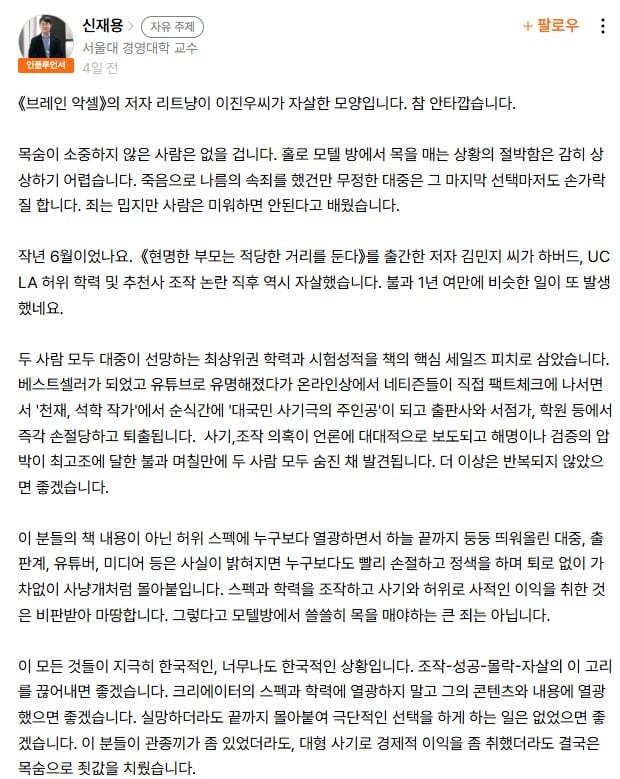 신재용 > 자유 주제
+ 팔로우
서울대 경영대학 교수
인플루언서
4일 전
《브레인 악셀》의 저자 리트냥이 이진우씨가 자살한 모양입니다. 참 안타깝습니다.
목숨이 소중하지 않은 사람은 없을 겁니다. 홀로 모텔 방에서 목을 매는 상황의 절박함은 감히 상
상하기 어렵습니다. 죽음으로 나름의 속죄를 했건만 무정한 대중은 그 마지막 선택마저도 손가락
질 합니다. 죄는 밉지만 사람은 미워하면 안된다고 배웠습니다.
작년 6월이었나요. 《현명한 부모는 적당한 거리를 둔다》를 출간한 저자 김민지 씨가 하버드, UC
LA 허위 학력 및 추천사 조작 논란 직후 역시 자살했습니다. 불과 1년 여만에 비슷한 일이 또 발생
했네요.
두 사람 모두 대중이 선망하는 최상위권 학력과 시험성적을 책의 핵심 세일즈 피치로 삼았습니다.
베스트셀러가 되었고 유튜브로 유명해졌다가 온라인상에서 네티즌들이 직접 팩트체크에 나서면
서 '천재, 석학 작가'에서 순식간에 '대국민 사기극의 주인공'이 되고 출판사와 서점가, 학원 등에서
즉각 손절당하고 퇴출됩니다. 사기,조작 의혹이 언론에 대대적으로 보도되고 해명이나 검증의 압
박이 최고조에 달한 불과 며칠만에 두 사람 모두 숨진 채 발견됩니다. 더 이상은 반복되지 않았으
면 좋겠습니다.
이 분들의 책 내용이 아닌 허위 스펙에 누구보다 열광하면서 하늘 끝까지 둥둥 띄워올린 대중, 출
판계, 유튜버, 미디어 등은 사실이 밝혀지면 누구보다도 빨리 손절하고 정색을 하며 퇴로 없이 가
차없이 사냥개처럼 몰아붙입니다. 스펙과 학력을 조작하고 사기와 허위로 사적인 이익을 취한 것
은 비판받아 마땅합니다. 그렇다고 모텔방에서 쓸쓸히 목을 매야하는 큰 죄는 아닙니다.
이 모든 것들이 지극히 한국적인, 너무나도 한국적인 상황입니다. 조작-성공-몰락-자살의 이 고리
를 끊어내면 좋겠습니다. 크리에이터의 스펙과 학력에 열광하지 말고 그의 콘텐츠와 내용에 열광
했으면 좋겠습니다. 실망하더라도 끝까지 몰아붙여 극단적인 선택을 하게 하는 일은 없었으면 좋
겠습니다. 이 분들이 관종끼가 좀 있었더라도, 대형 사기로 경제적 이익을 좀 취했더라도 결국은
목숨으로 죗값을 치뤘습니다.